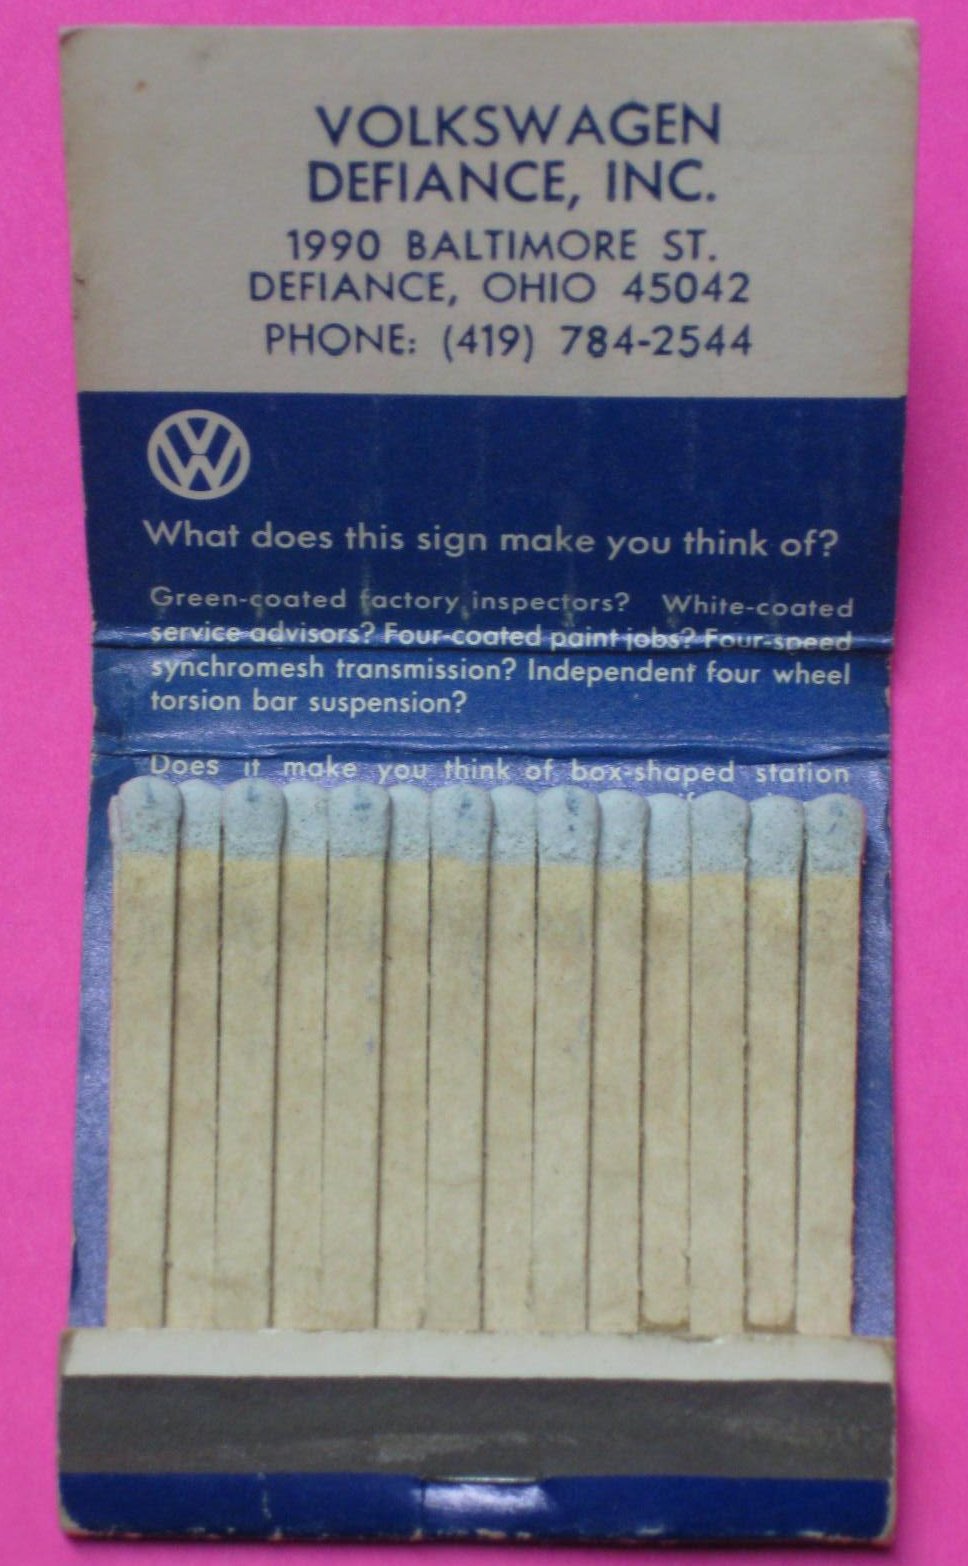 VOLKSWAGEN
DEFIANCE, INC.
1990 BALTIMORE ST.
DEFIANCE, OHIO 45042
PHONE: (419) 784-2544
What does this sign make you think of?
Green-coated factory inspectors? White-coated
service advisors? Four-coated paint jobs? Four-speed
synchromesh transmission? Independent four wheel
torsion bar suspension?
Does it make you think of box-shaped station